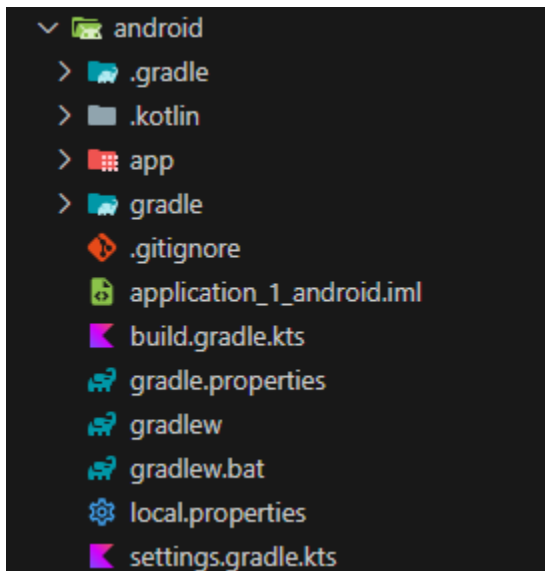 android
.gradle
.kotlin
app
gradle
.gitignore
application_1_android.iml
build.gradle.kts
gradle.properties
gradlew
gradlew.bat
local.properties
settings.gradle.kts